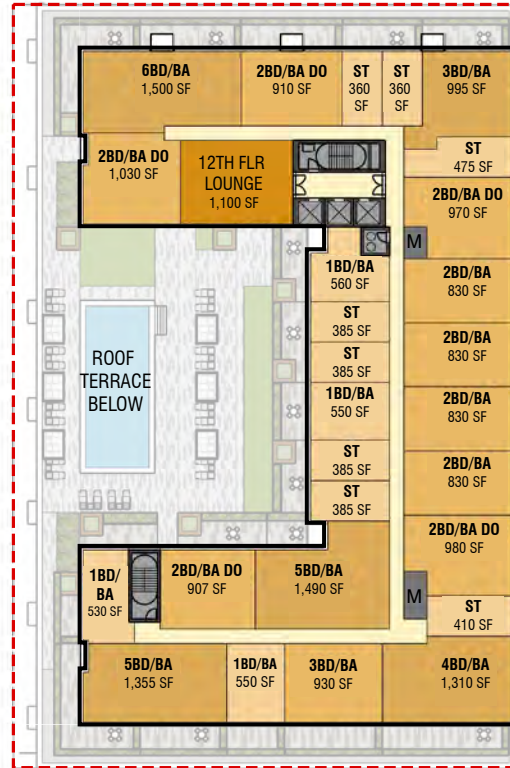 6BD/BA
1,500 SF
2BD/BA DO
910 SF
ST
360
SF
ST
360
SF
3BD/BA
995 SF
2BD/BA DO
1,030 SF
12TH FLR
LOUNGE
1,100 SF
ST
475 SF
2BD/BA DO
970 SF
M
1BD/BA
560 SF
2BD/BA
830 SF
ST
385 SF
ST
385 SF
2BD/BA
830 SF
ROOF
TERRACE
BELOW
1BD/BA
550 SF
2BD/BA
830 SF
ST
385 SF
2BD/BA
830 SF
ST
385 SF
2BD/BA DO
980 SF
1BD/
BA
530 SF
2BD/BA DO
907 SF
5BD/BA
1,490 SF
M
ST
410 SF
5BD/BA
1,355 SF
1BD/BA
550 SF
3BD/BA
930 SF
4BD/BA
1,310 SF